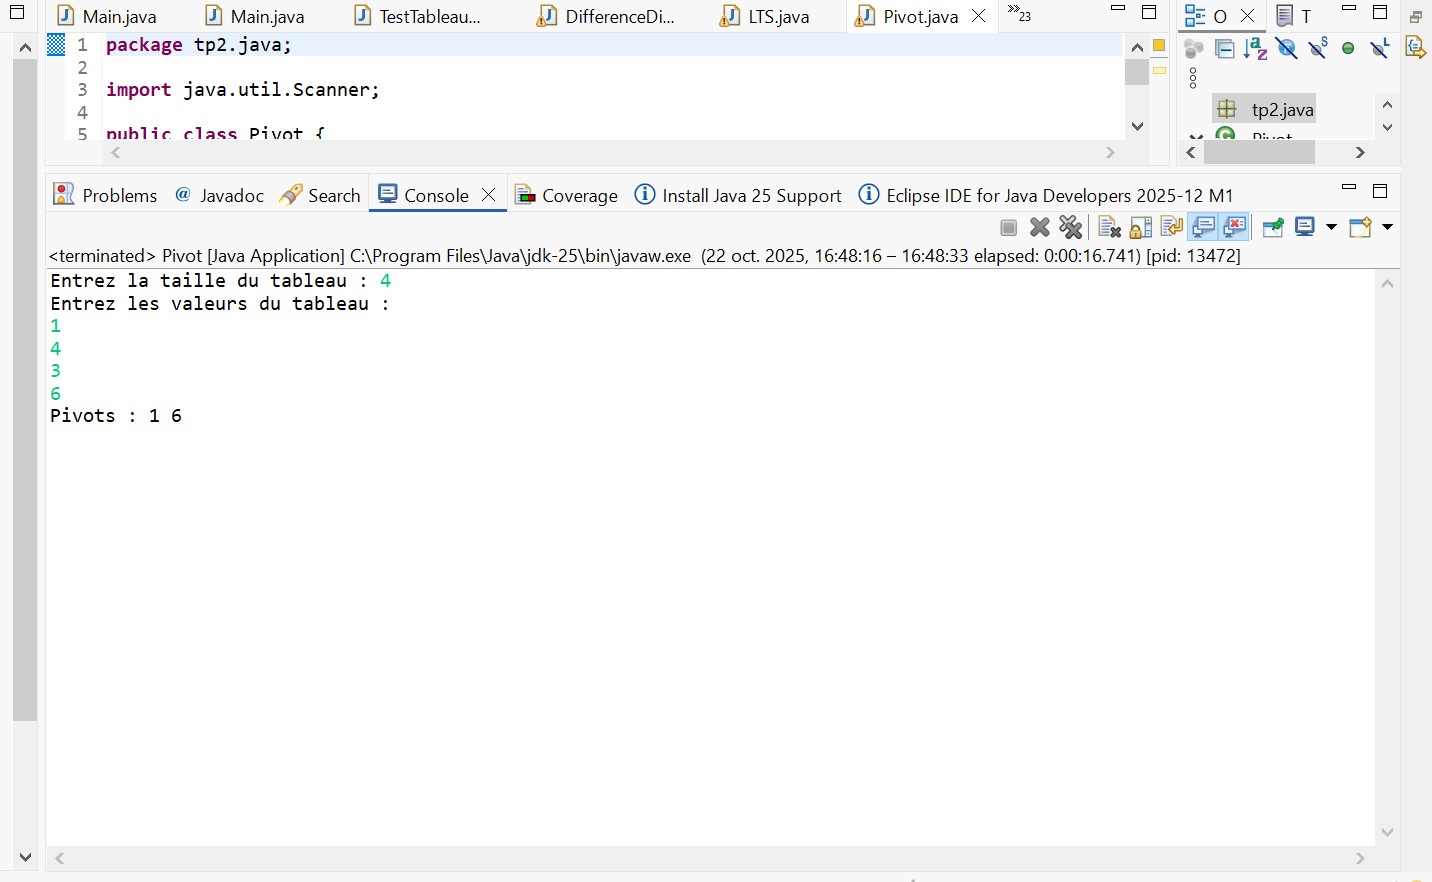 Main.java Main.java TestTableau... DifferenceDi... LTS.java Pivot.java »23 O T
1 package tp2.java;
2
3 import java.util.Scanner;
4
5 public class Pivot {
tp2.java
Pivot
Problems @ Javadoc Search Console Coverage Install Java 25 Support Eclipse IDE for Java Developers 2025-12 M1
<terminated> Pivot [Java Application] C:\Program Files\Java\jdk-25\bin\javaw.exe (22 oct. 2025, 16:48:16 – 16:48:33 elapsed: 0:00:16.741) [pid: 13472]
Entrez la taille du tableau : 4
Entrez les valeurs du tableau :
1
4
3
6
Pivots : 1 6